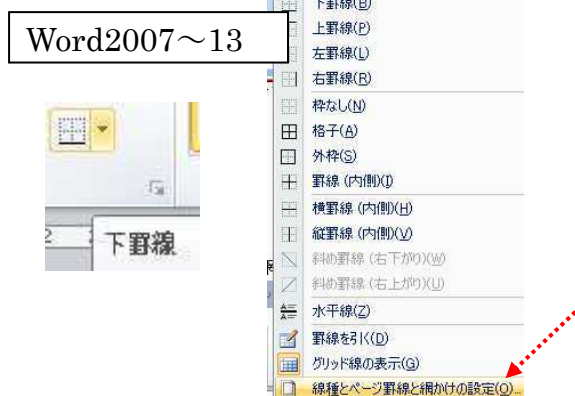 下罫線(B)
Word2007～13
上罫線(P)
左罫線(L)
右罫線(R)
枠なし(N)
格子(A)
外枠(S)
罫線 (内側)(I)
横罫線 (内側)(H)
縦罫線 (内側)(V)
斜め罫線 (右下がり)(W)
斜め罫線 (右上がり)(U)
水平線(Z)
罫線を引く(D)
グリッド線の表示(G)
線種とページ罫線と網かけの設定(O)...
2
下罫線